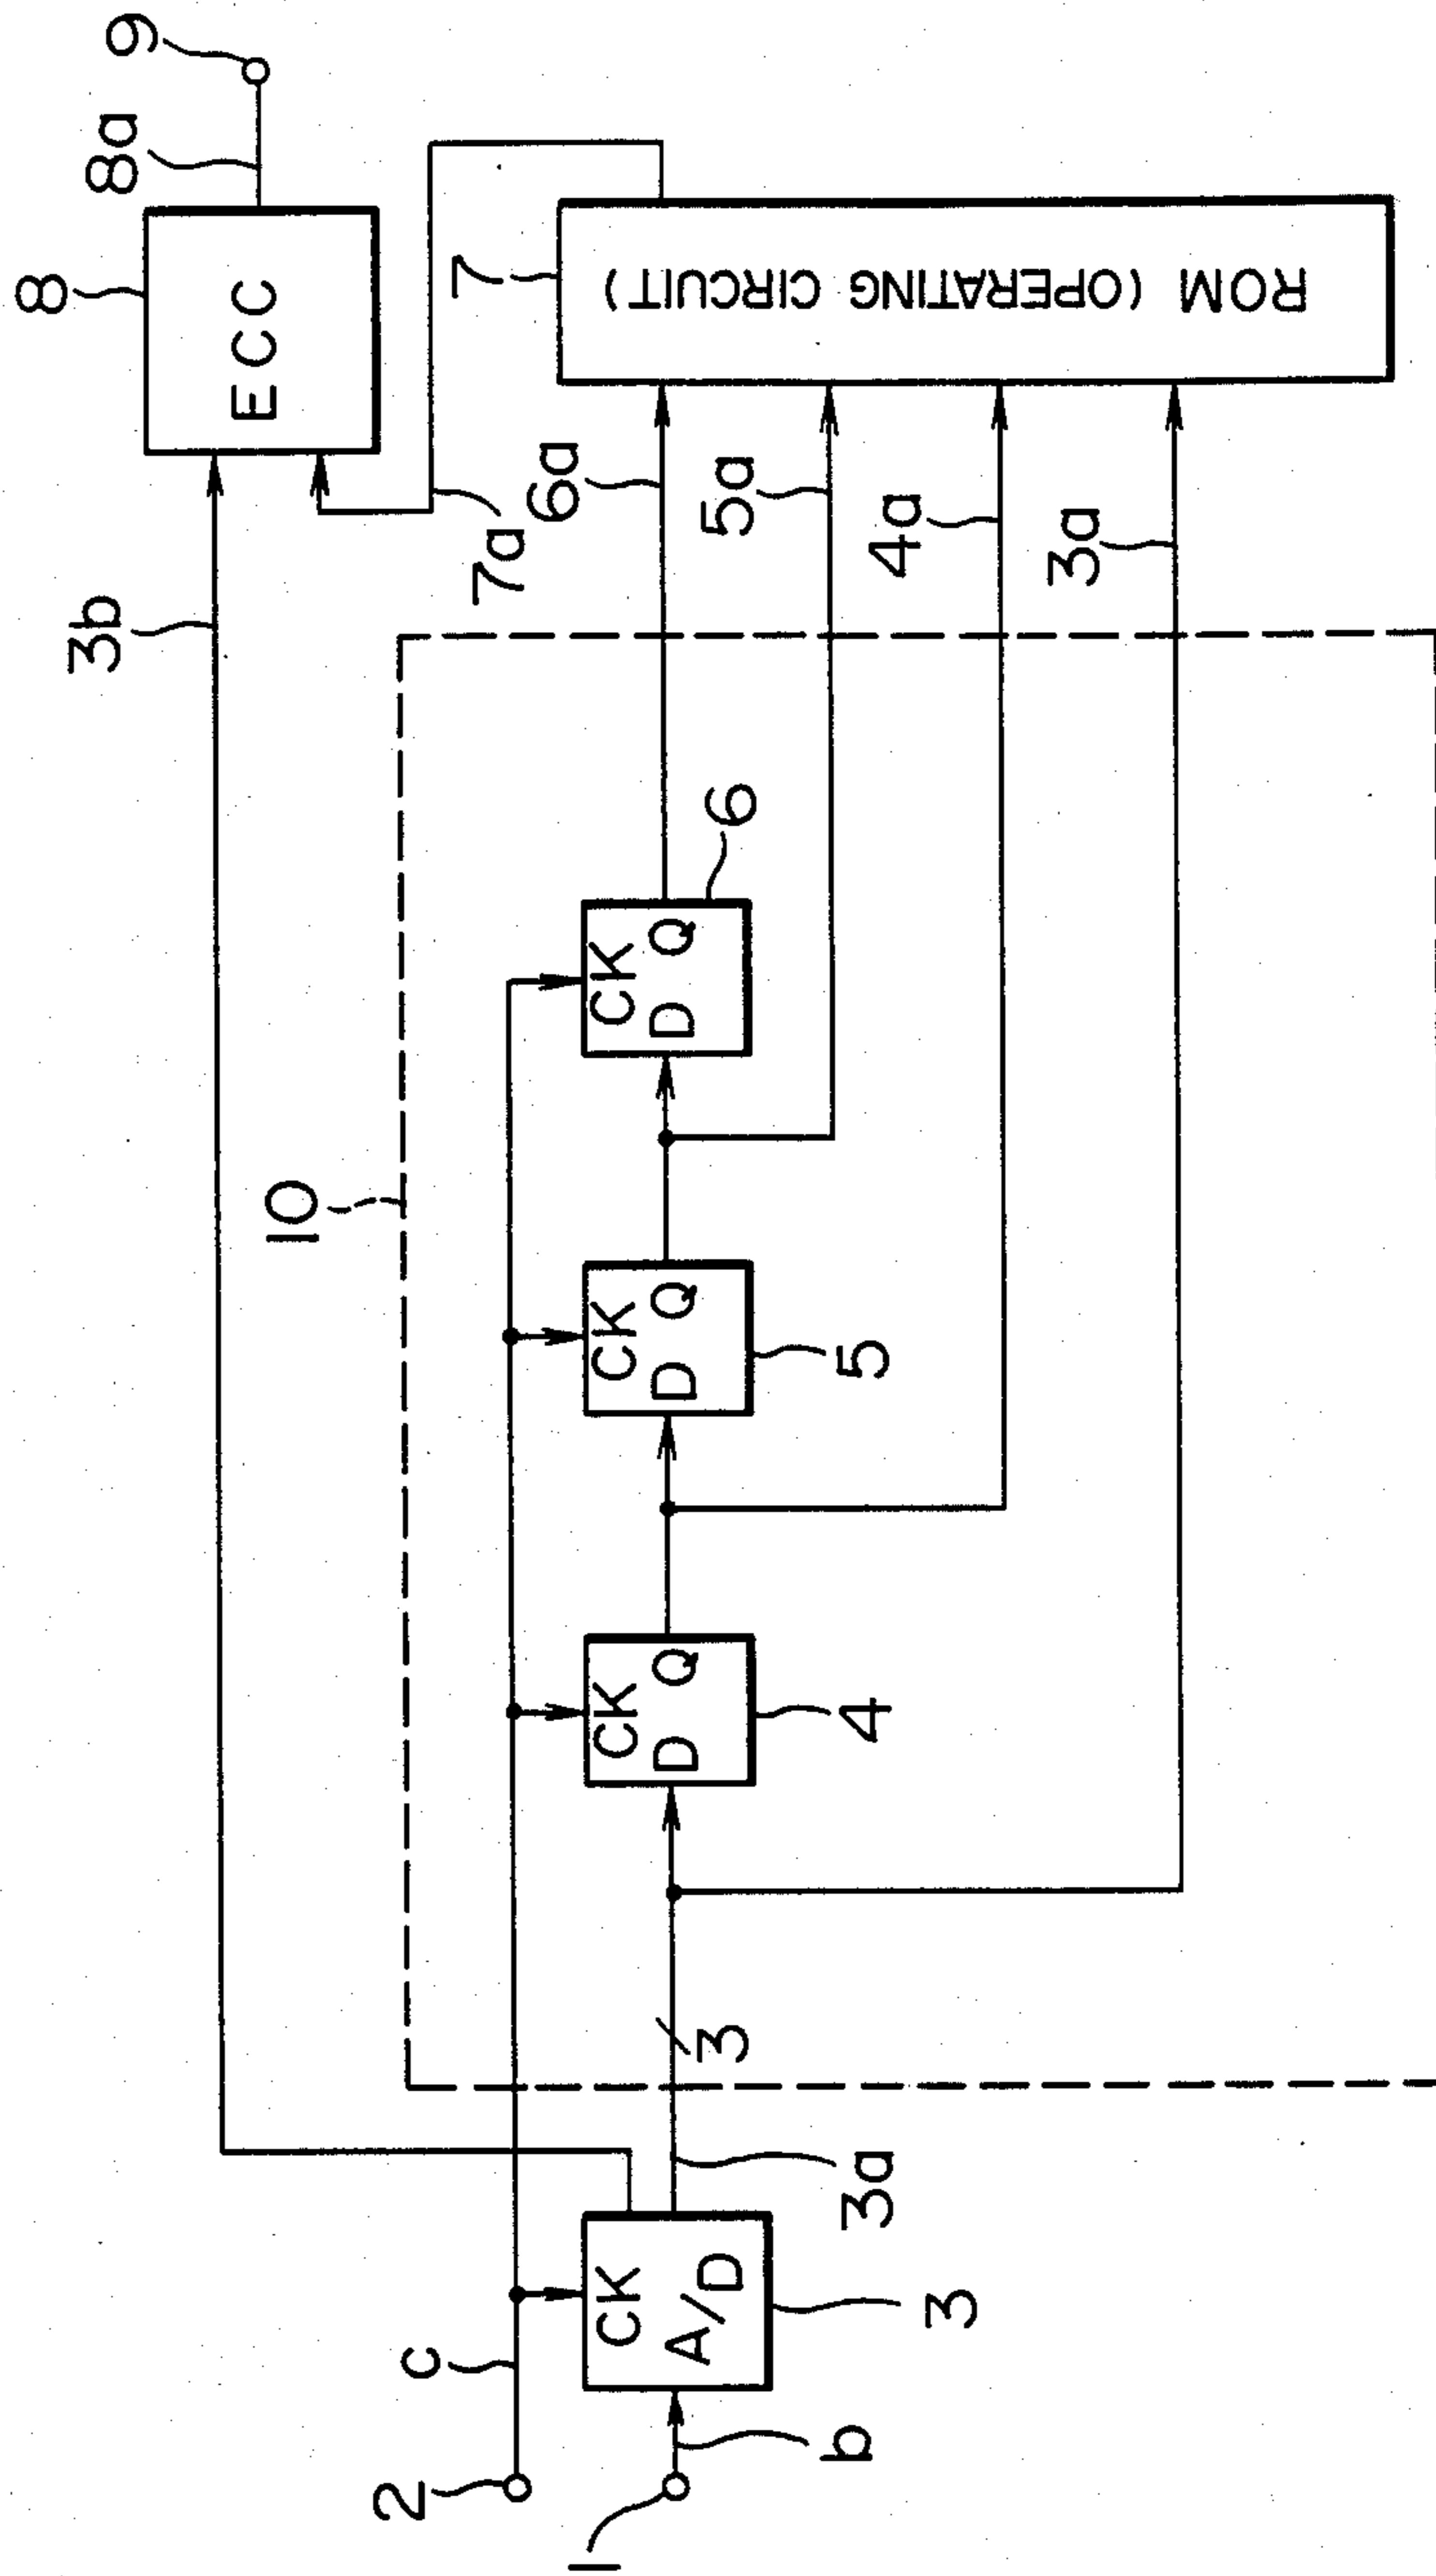 9
8a
8
ECC
3b
7a
7
ROM (OPERATING CIRCUIT)
6a
5a
4a
3a
10
CK
D Q
6
CK
D Q
5
CK
D Q
4
3
3a
CK
A/D
3
c
2
b
1